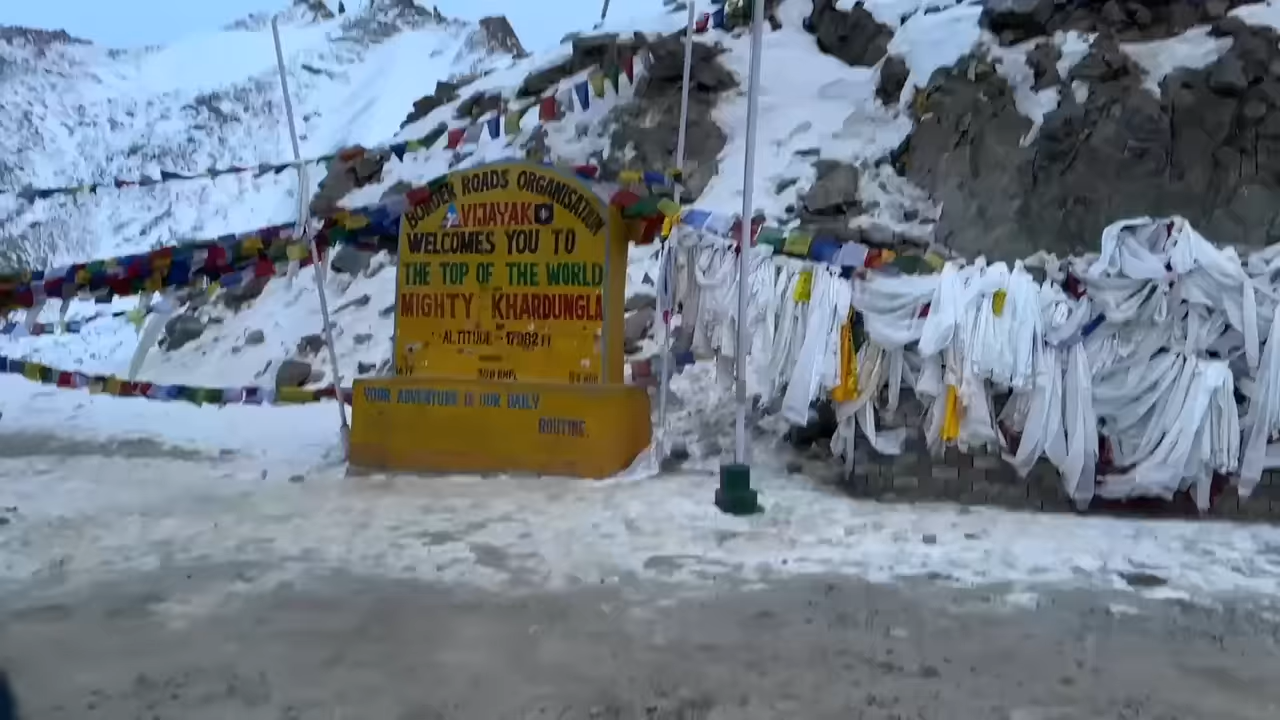 BORDER ROADS ORGANISATION
VIJAYAK
WELCOMES YOU TO
THE TOP OF THE WORLD
MIGHTY KHARDUNGLA
ALTITUDE - 17982 FT
YOUR ADVENTURE IS OUR DAILY
ROUTINE.